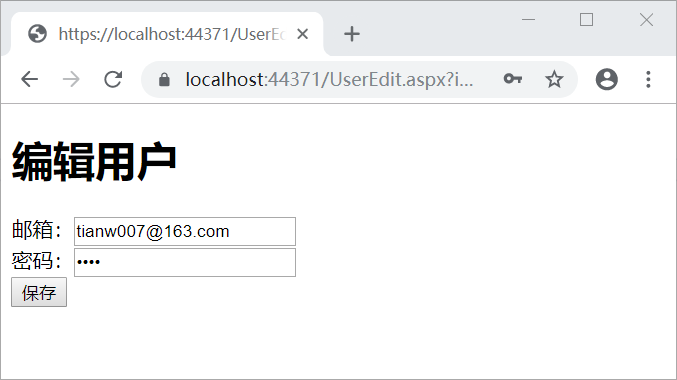 https://localhost:44371/UserEd
localhost:44371/UserEdit.aspx?i...
编辑用户
邮箱：tianw007@163.com
密码：••••
保存